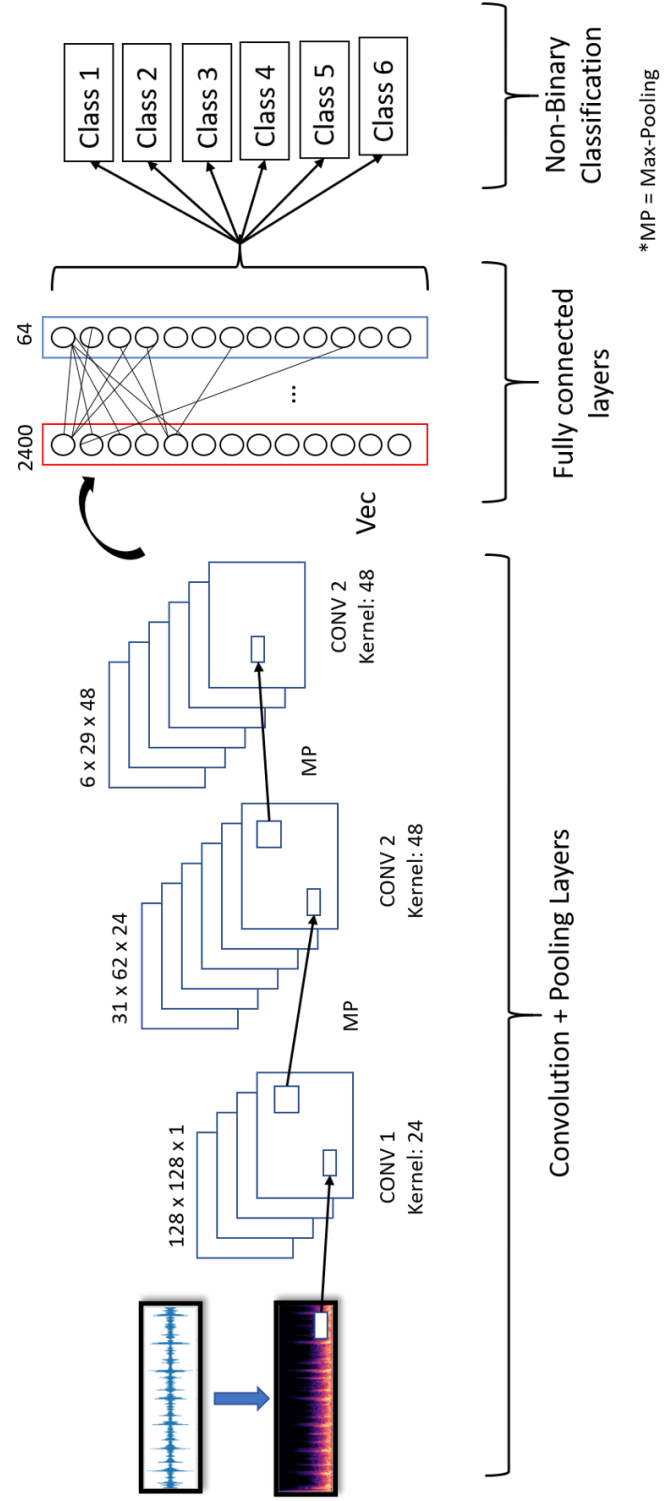 128 x 128 x 1
CONV 1
Kernel: 24
MP
31 x 62 x 24
CONV 2
Kernel: 48
MP
6 x 29 x 48
CONV 2
Kernel: 48
Vec
2400
64
...
Class 1
Class 2
Class 3
Class 4
Class 5
Class 6
Convolution + Pooling Layers
Fully connected
layers
Non-Binary
Classification
*MP = Max-Pooling